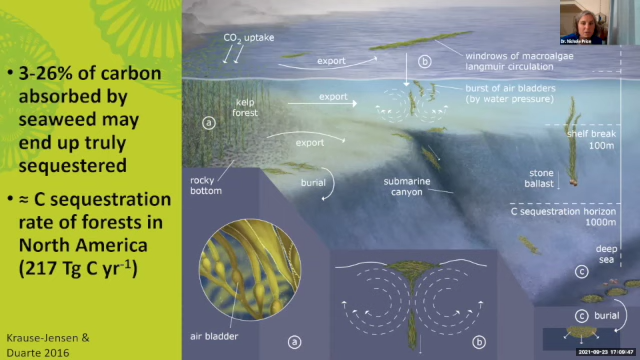 • 3-26% of carbon
absorbed by
seaweed may
end up truly
sequestered
• ≈ C sequestration
rate of forests in
North America
(217 Tg C yr-1)
Krause-Jensen &
Duarte 2016
CO2 uptake
export
b
windrows of macroalgae
langmuir circulation
kelp
forest
export
burst of air bladders
(by water pressure)
a
export
shelf break
100m
rocky
bottom
burial
submarine
canyon
stone
ballast
C sequestration horizon
1000m
deep
sea
c
air bladder
a
b
c
burial
Dr. Nichole Price
2021-09-23 17:09:47